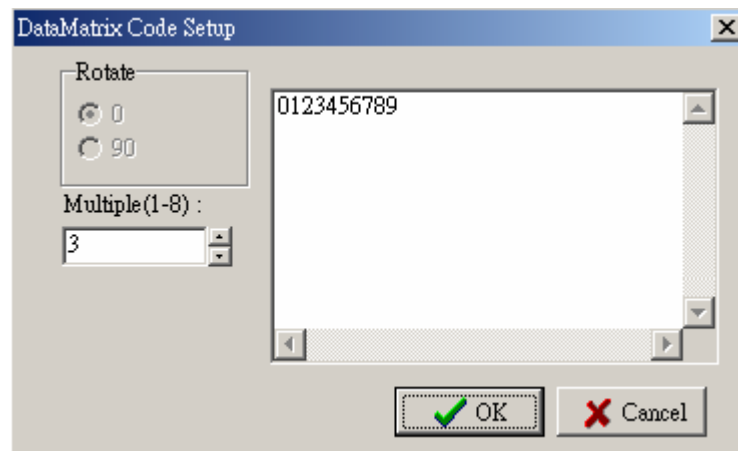 DataMatrix Code Setup
Rotate
0
90
Multiple(1-8) :
3
0123456789
OK
Cancel